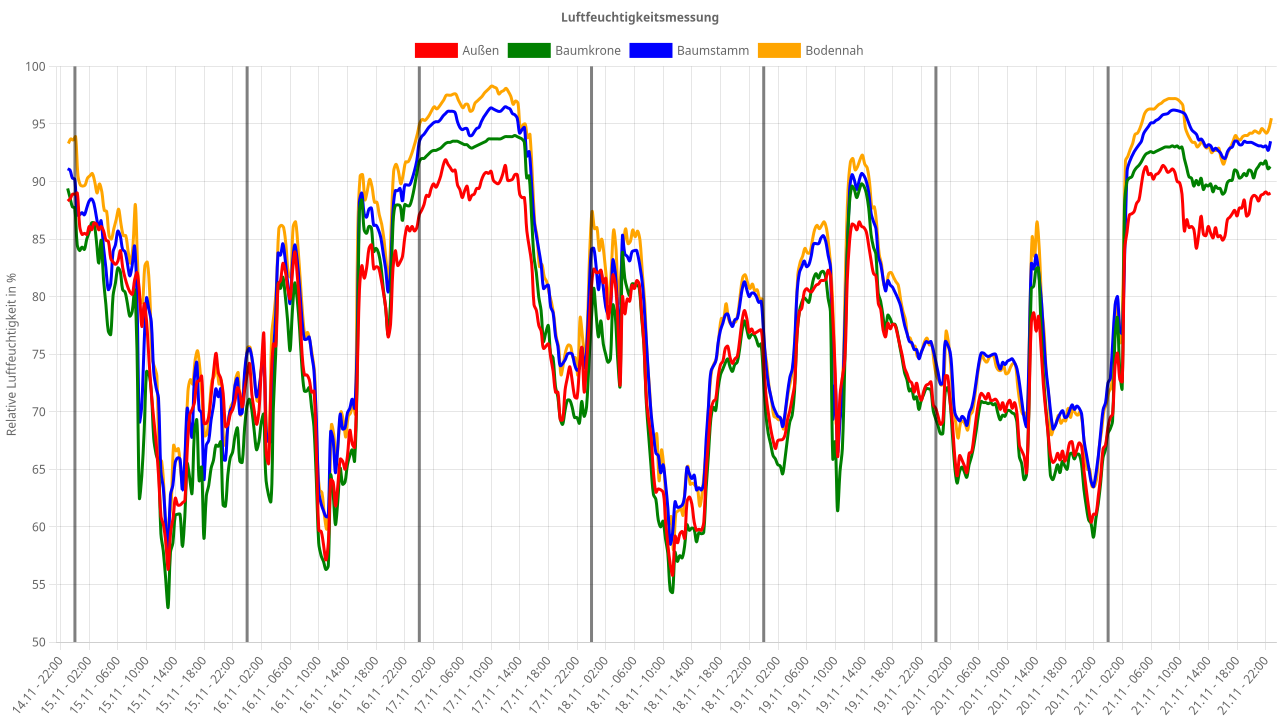 Luftfeuchtigkeitsmessung
Außen Baumkrone Baumstamm Bodennah
Relative Luftfeuchtigkeit in %
100
95
90
85
80
75
70
65
60
55
50
14.11 - 22:00
15.11 - 02:00
15.11 - 06:00
15.11 - 10:00
15.11 - 14:00
15.11 - 18:00
15.11 - 22:00
16.11 - 02:00
16.11 - 06:00
16.11 - 10:00
16.11 - 14:00
16.11 - 18:00
16.11 - 22:00
17.11 - 02:00
17.11 - 06:00
17.11 - 10:00
17.11 - 14:00
17.11 - 18:00
17.11 - 22:00
18.11 - 02:00
18.11 - 06:00
18.11 - 10:00
18.11 - 14:00
18.11 - 18:00
18.11 - 22:00
19.11 - 02:00
19.11 - 06:00
19.11 - 10:00
19.11 - 14:00
19.11 - 18:00
19.11 - 22:00
20.11 - 02:00
20.11 - 06:00
20.11 - 10:00
20.11 - 14:00
20.11 - 18:00
20.11 - 22:00
21.11 - 02:00
21.11 - 06:00
21.11 - 10:00
21.11 - 14:00
21.11 - 18:00
21.11 - 22:00